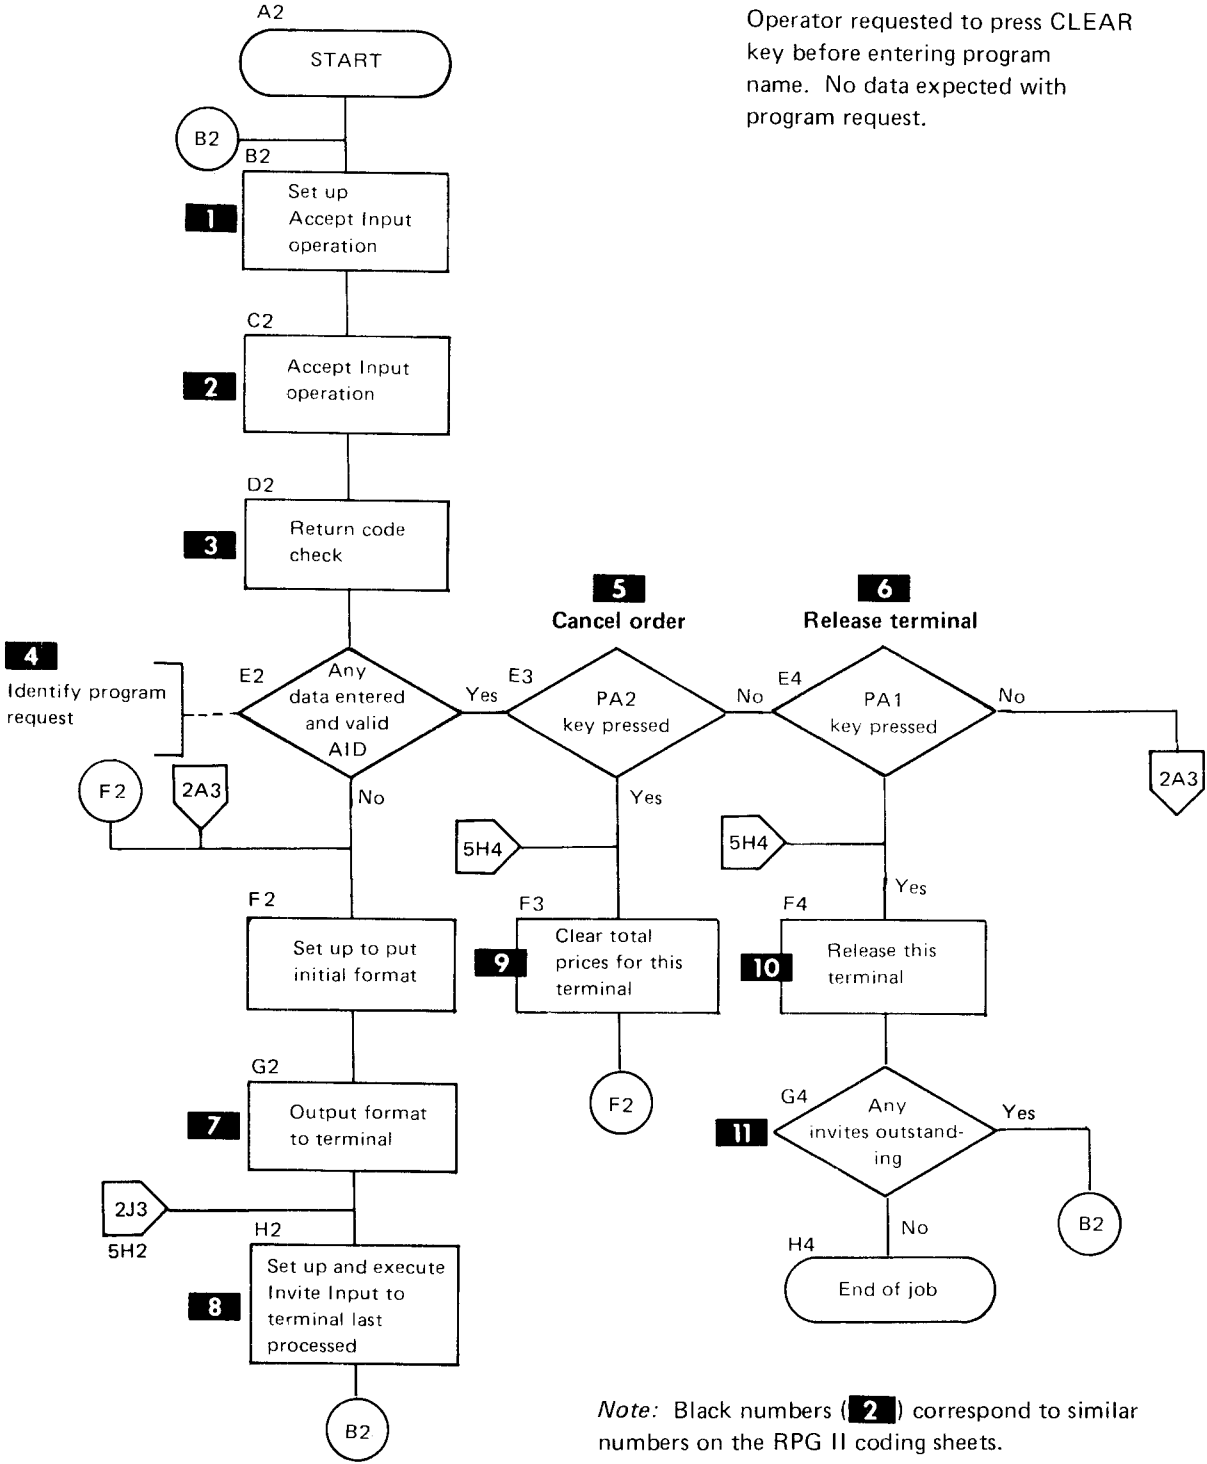 A2
START
Operator requested to press CLEAR
key before entering program
name. No data expected with
program request.
B2
B2
1
Set up
Accept Input
operation
C2
2
Accept Input
operation
D2
3
Return code
check
5
Cancel order
6
Release terminal
4
Identify program
request
E2
Any
data entered
and valid
AID
Yes
No
E3
PA2
key pressed
No
Yes
E4
PA1
key pressed
No
2A3
F2
2A3
5H4
5H4
Yes
F2
Set up to put
initial format
F3
9
Clear total
prices for this
terminal
F4
10
Release this
terminal
G2
7
Output format
to terminal
F2
G4
11
Any
invites outstand-
ing
Yes
No
B2
2J3
5H2
H2
8
Set up and execute
Invite Input to
terminal last
processed
H4
End of job
B2
Note: Black numbers (2) correspond to similar
numbers on the RPG II coding sheets.